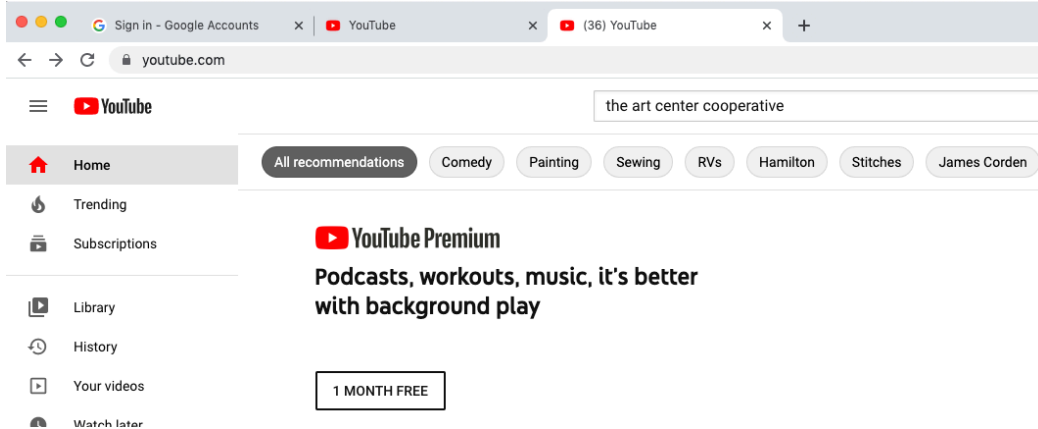 Sign in - Google Accounts
YouTube
(36) YouTube
youtube.com
YouTube
the art center cooperative
All recommendations
Comedy
Painting
Sewing
RVs
Hamilton
Stitches
James Corden
Home
Trending
Subscriptions
YouTube Premium
Podcasts, workouts, music, it's better
with background play
Library
History
Your videos
1 MONTH FREE
Watch later